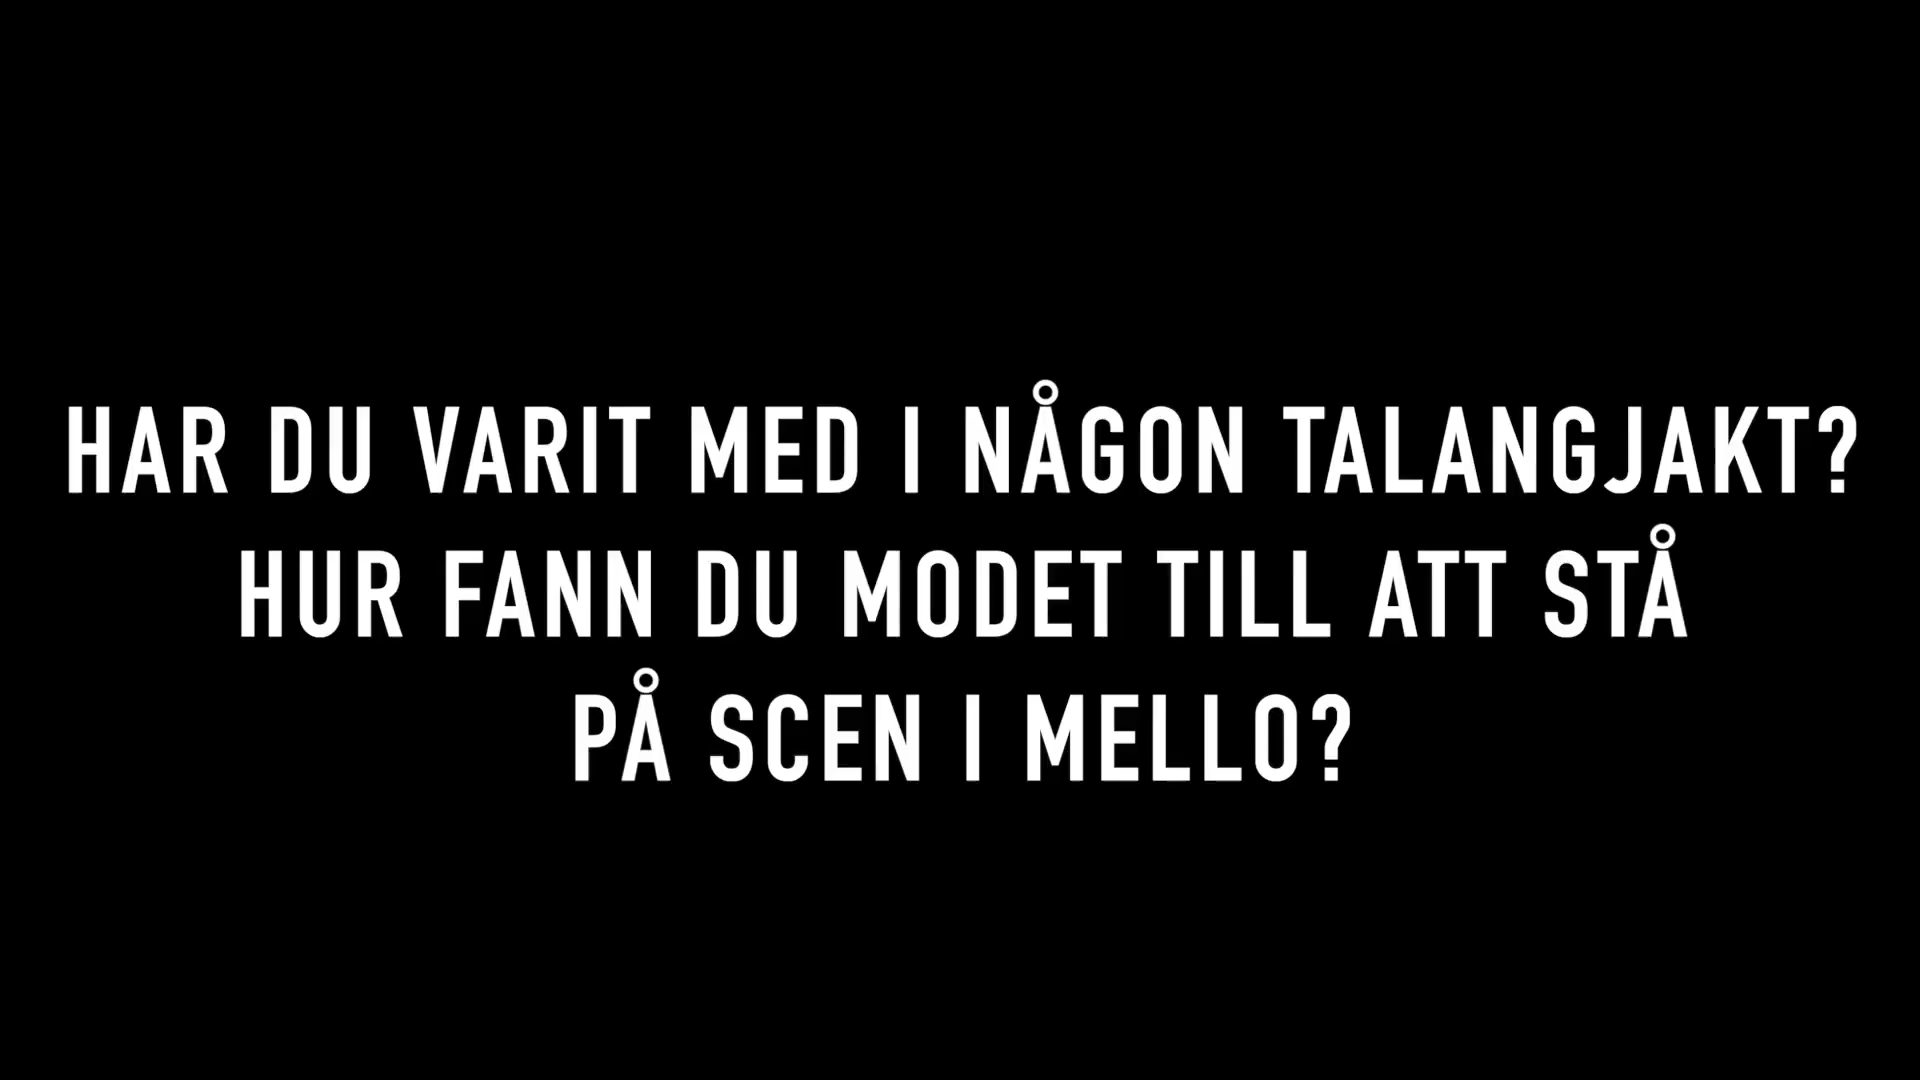 HAR DU VARIT MED I NÅGON TALANGJAKT?
HUR FANN DU MODET TILL ATT STÅ
PÅ SCEN I MELLO?